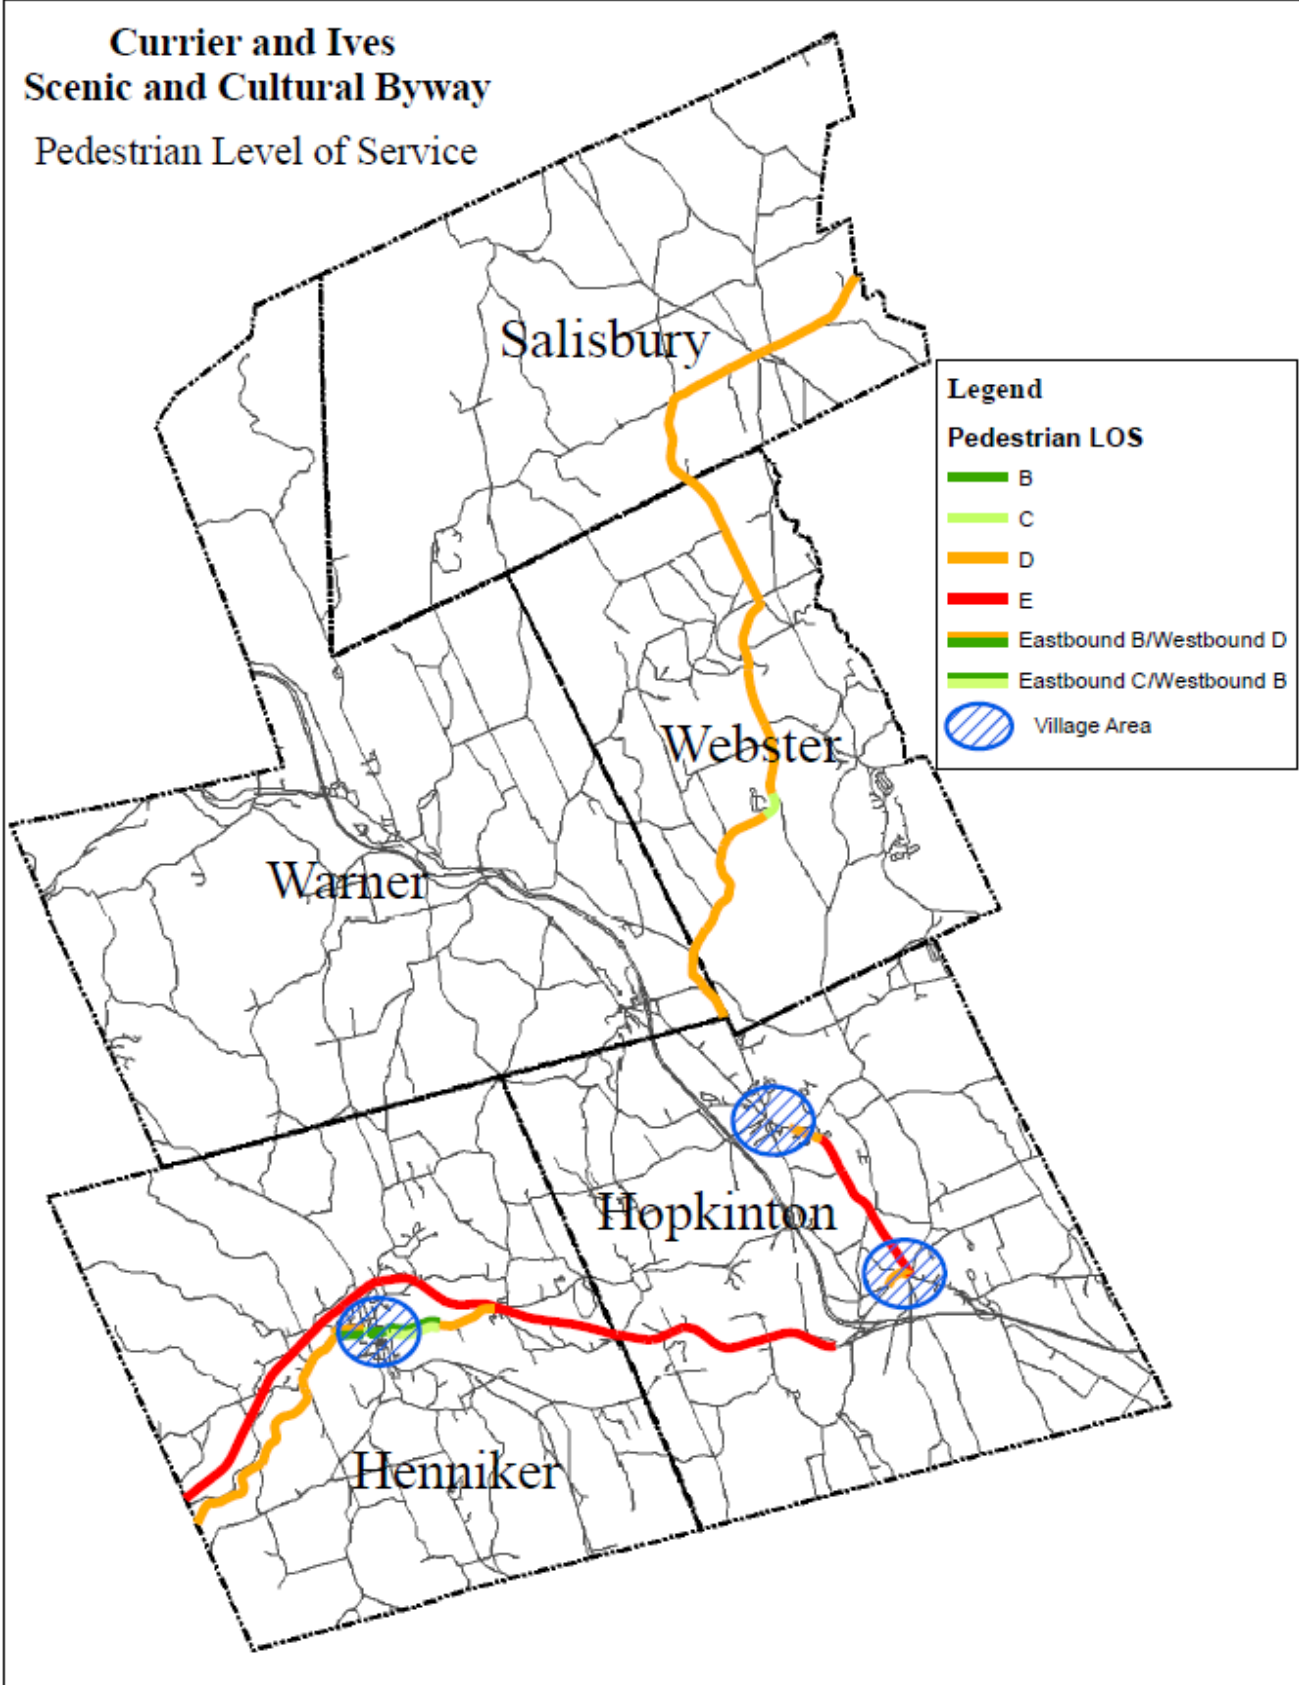 Currier and Ives
Scenic and Cultural Byway
Pedestrian Level of Service
Salisbury
Legend
Pedestrian LOS
B
C
D
E
Eastbound B/Westbound D
Eastbound C/Westbound B
Village Area
Webster
Warner
Hopkinton
Henniker